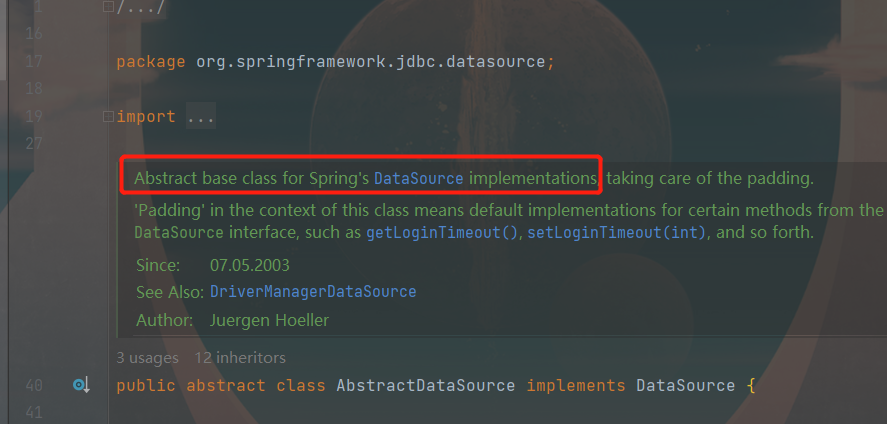 1 /.../
16
17 package org.springframework.jdbc.datasource;
18
19 import ...
27
Abstract base class for Spring's DataSource implementations, taking care of the padding.
'Padding' in the context of this class means default implementations for certain methods from the
DataSource interface, such as getLoginTimeout(), setLoginTimeout(int), and so forth.
Since: 07.05.2003
See Also: DriverManagerDataSource
Author: Juergen Hoeller
3 usages 12 inheritors
40 public abstract class AbstractDataSource implements DataSource {
41